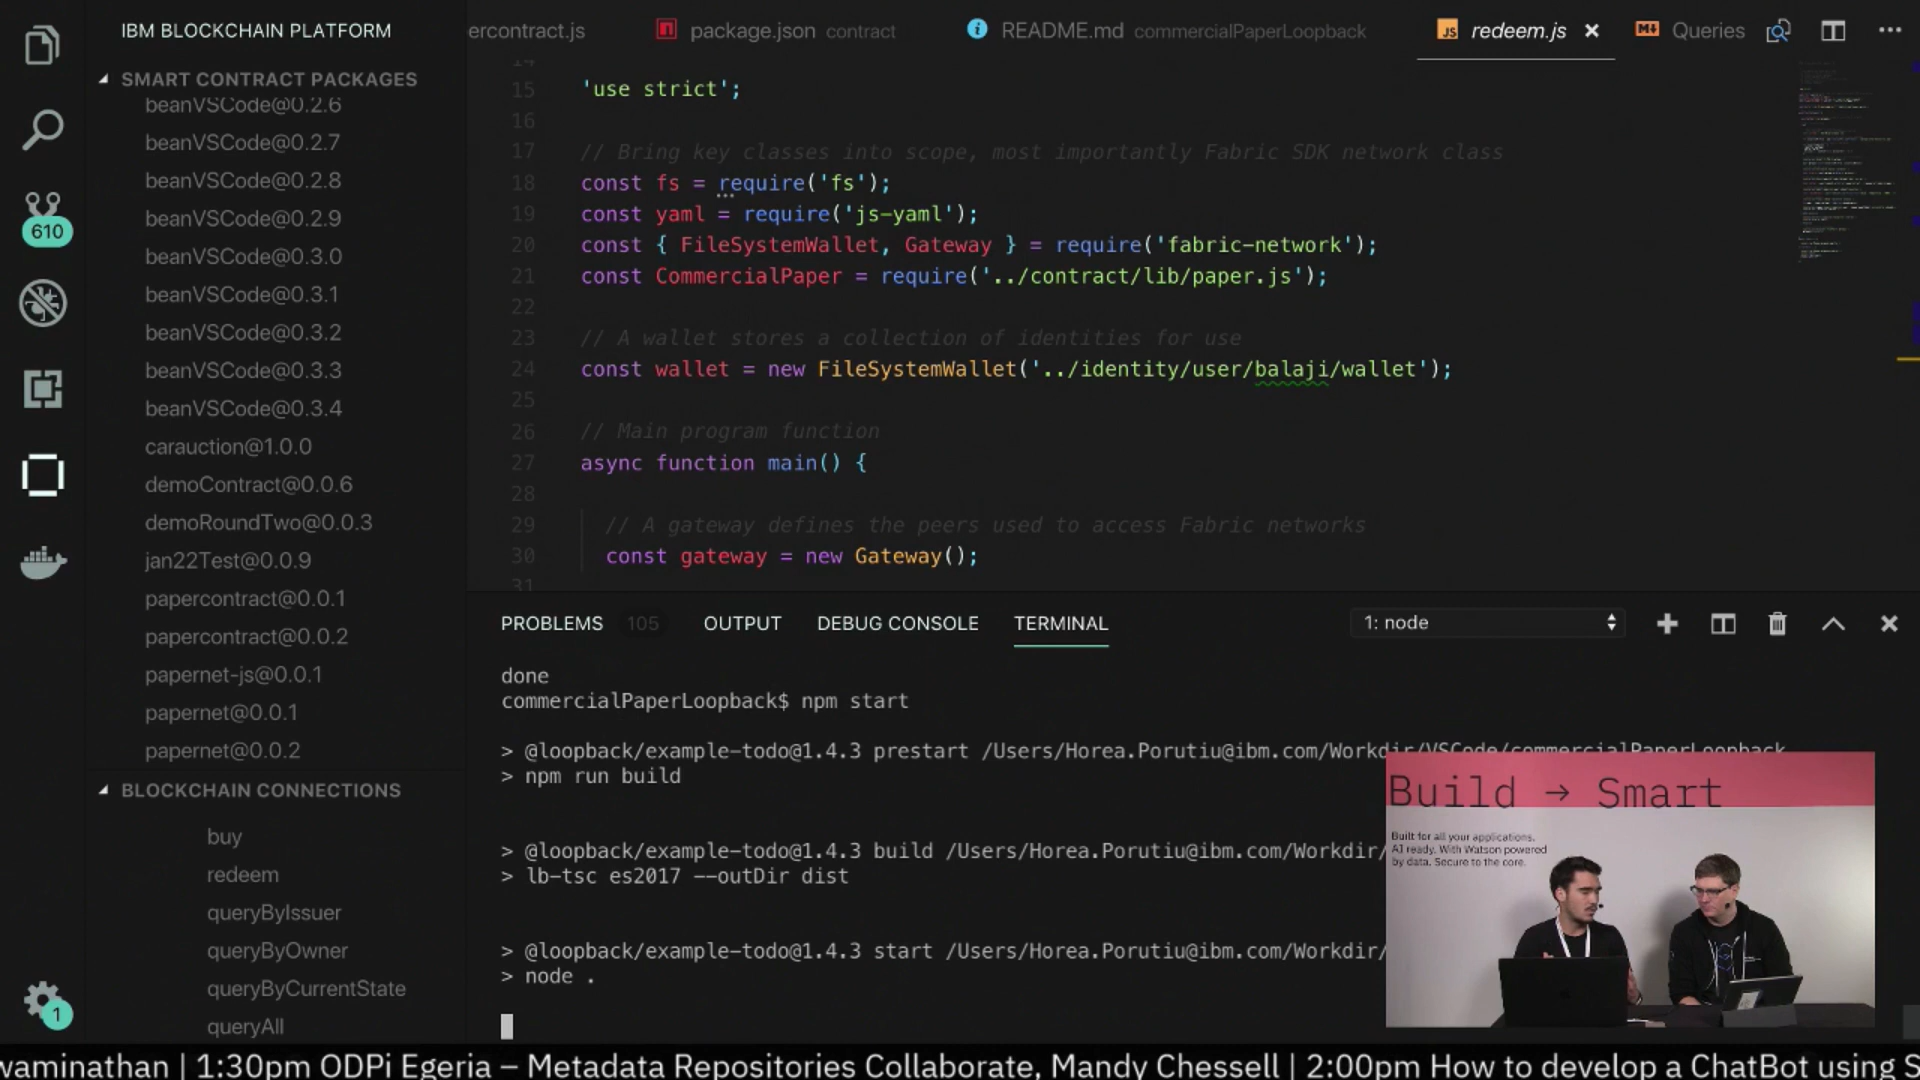 IBM BLOCKCHAIN PLATFORM
SMART CONTRACT PACKAGES
beanVSCode@0.2.6
beanVSCode@0.2.7
beanVSCode@0.2.8
beanVSCode@0.2.9
beanVSCode@0.3.0
beanVSCode@0.3.1
beanVSCode@0.3.2
beanVSCode@0.3.3
beanVSCode@0.3.4
carauction@1.0.0
demoContract@0.0.6
demoRoundTwo@0.0.3
jan22Test@0.0.9
papercontract@0.0.1
papercontract@0.0.2
papernet-js@0.0.1
papernet@0.0.1
papernet@0.0.2
BLOCKCHAIN CONNECTIONS
buy
redeem
queryByIssuer
queryByOwner
queryByCurrentState
queryAll
610
1
ercontract.js
package.json contract
README.md commercialPaperLoopback
JS redeem.js
Queries
14
15 'use strict';
16
17 // Bring key classes into scope, most importantly Fabric SDK network class
18 const fs = require('fs');
19 const yaml = require('js-yaml');
20 const { FileSystemWallet, Gateway } = require('fabric-network');
21 const CommercialPaper = require('../contract/lib/paper.js');
22
23 // A wallet stores a collection of identities for use
24 const wallet = new FileSystemWallet('../identity/user/balaji/wallet');
25
26 // Main program function
27 async function main() {
28
29 // A gateway defines the peers used to access Fabric networks
30 const gateway = new Gateway();
31
PROBLEMS 105 OUTPUT DEBUG CONSOLE TERMINAL 1: node
done
commercialPaperLoopback$ npm start
> @loopback/example-todo@1.4.3 prestart /Users/Horea.Porutiu@ibm.com/Workdir/VSCode/commercialPaperLoopback
> npm run build
> @loopback/example-todo@1.4.3 build /Users/Horea.Porutiu@ibm.com/Workdir/
> lb-tsc es2017 --outDir dist
> @loopback/example-todo@1.4.3 start /Users/Horea.Porutiu@ibm.com/Workdir/
> node .
Build → Smart
Built for all your applications.
AI ready. With Watson powered
by data. Secure to the core.
waminathan | 1:30pm ODPi Egeria – Metadata Repositories Collaborate, Mandy Chessell | 2:00pm How to develop a ChatBot using S